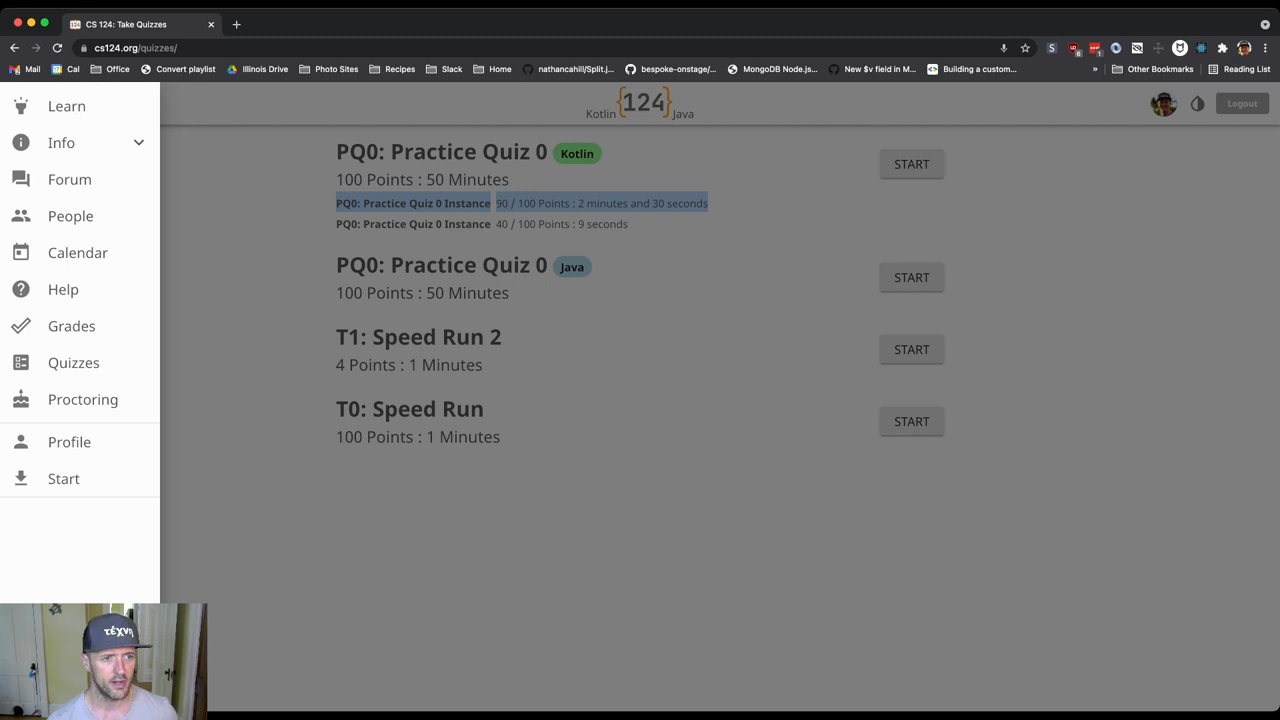 CS 124: Take Quizzes
cs124.org/quizzes/
Mail Cal Office Convert playlist Illinois Drive Photo Sites Recipes Slack Home nathancahill/Split.j... bespoke-onstage/... MongoDB Node.js... New $v field in M... Building a custom... » Other Bookmarks Reading List
Learn
Info
Forum
People
Calendar
Help
Grades
Quizzes
Proctoring
Profile
Start
Kotlin {124} Java
Logout
PQ0: Practice Quiz 0 Kotlin
START
100 Points : 50 Minutes
PQ0: Practice Quiz 0 Instance 90 / 100 Points : 2 minutes and 30 seconds
PQ0: Practice Quiz 0 Instance 40 / 100 Points : 9 seconds
PQ0: Practice Quiz 0 Java
START
100 Points : 50 Minutes
T1: Speed Run 2
START
4 Points : 1 Minutes
T0: Speed Run
START
100 Points : 1 Minutes
τέχνη